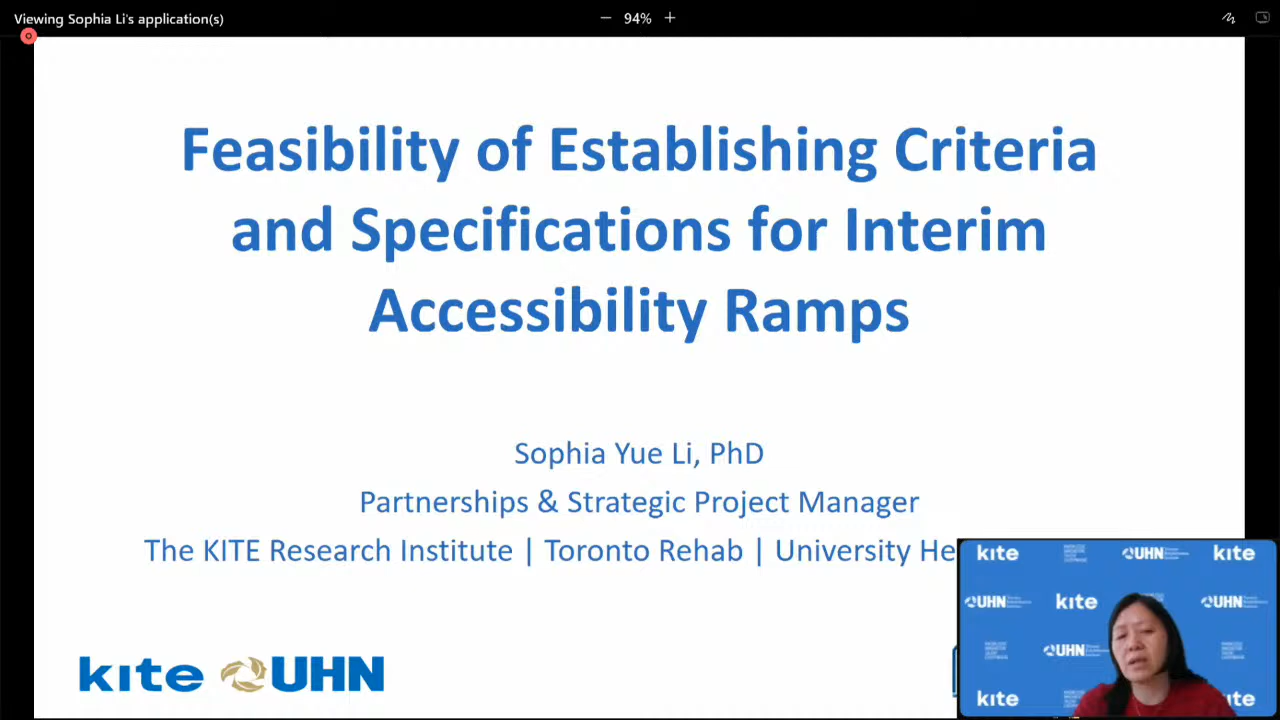 Viewing Sophia Li's application(s)
94%
Feasibility of Establishing Criteria
and Specifications for Interim
Accessibility Ramps
Sophia Yue Li, PhD
Partnerships & Strategic Project Manager
The KITE Research Institute | Toronto Rehab | University He
kite UHN
kite UHN kite
UHN kite UHN
UHN
kite ite